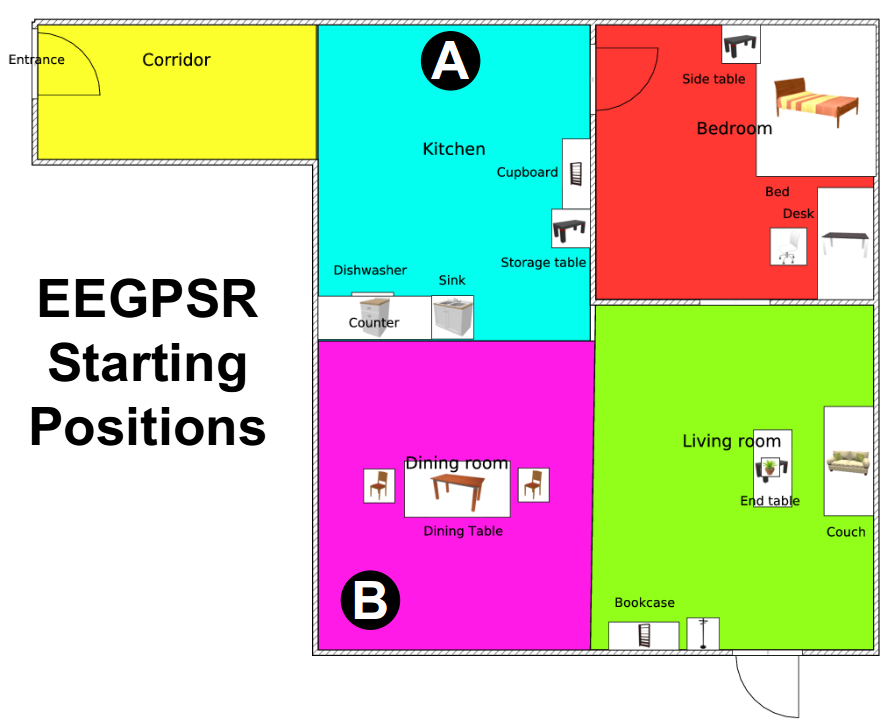 A
Entrance
Corridor
Side table
Bedroom
Kitchen
Cupboard
Bed
Desk
Storage table
Dishwasher
Sink
Counter
EEGPSR
Starting
Positions
Living room
Dining room
End table
Dining Table
Couch
B
Bookcase